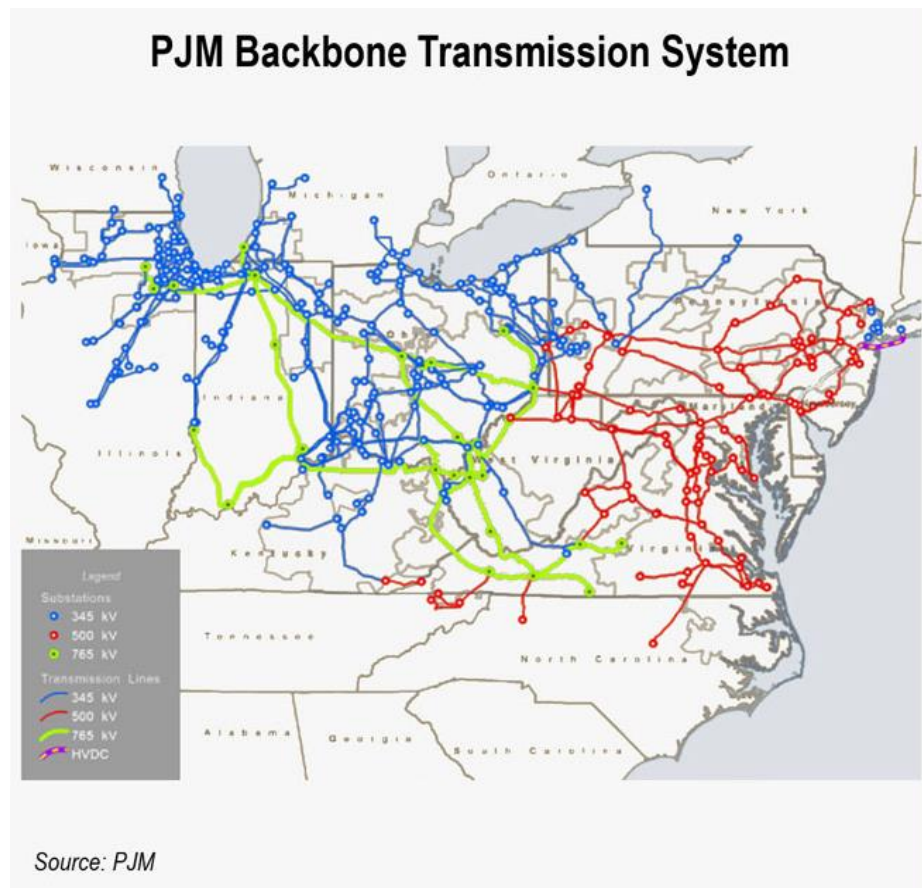 PJM Backbone Transmission System
Wisconsin
Michigan
Ontario
New York
Iowa
Pennsylvania
Ohio
Indiana
Maryland
New Jersey
Illinois
West Virginia
Missouri
Kentucky
Virginia
Legend
Substations
345 kV
500 kV
765 kV
Transmission Lines
345 kV
500 kV
765 kV
HVDC
Tennessee
North Carolina
Alabama
Georgia
South Carolina
Source: PJM